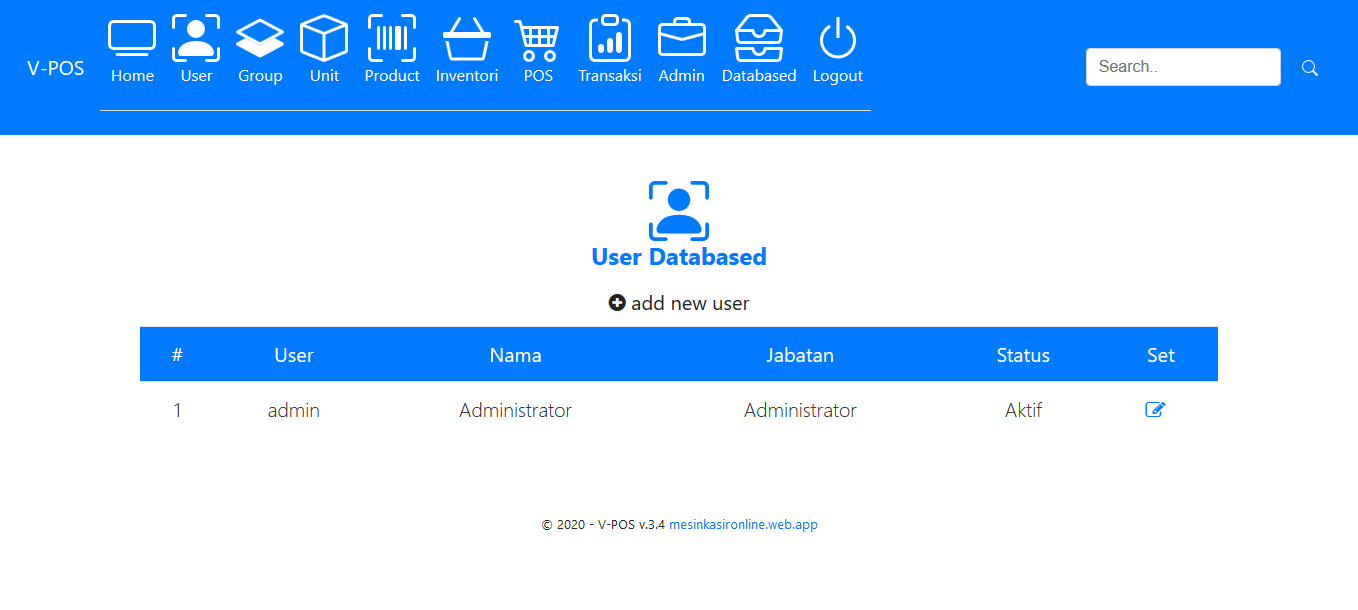 V-POS
Home User Group Unit Product Inventori POS Transaksi Admin Databased Logout
Search..
User Databased
add new user
# User Nama Jabatan Status Set
1 admin Administrator Administrator Aktif
© 2020 - V-POS v.3.4 mesinkasironline.web.app